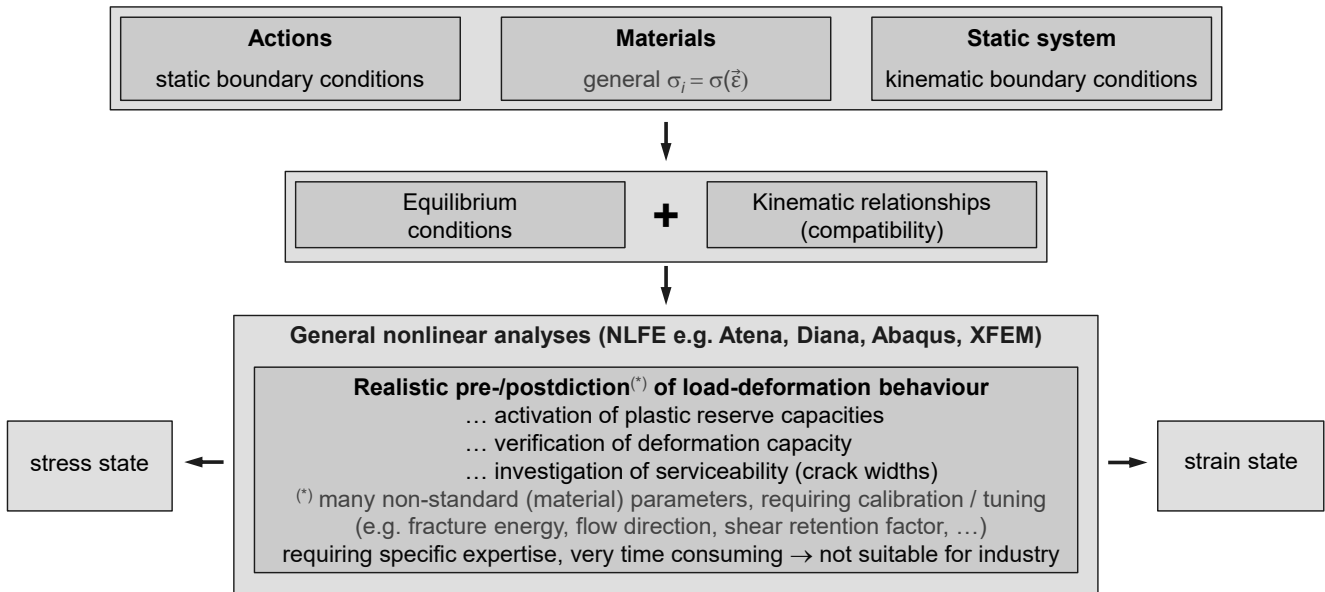 Actions
static boundary conditions
Materials
general σᵢ = σ(ε⃗)
Static system
kinematic boundary conditions
Equilibrium
conditions
+
Kinematic relationships
(compatibility)
General nonlinear analyses (NLFE e.g. Atena, Diana, Abaqus, XFEM)
Realistic pre-/postdiction(*) of load-deformation behaviour
… activation of plastic reserve capacities
… verification of deformation capacity
… investigation of serviceability (crack widths)
(*) many non-standard (material) parameters, requiring calibration / tuning
(e.g. fracture energy, flow direction, shear retention factor, …)
requiring specific expertise, very time consuming → not suitable for industry
stress state
strain state